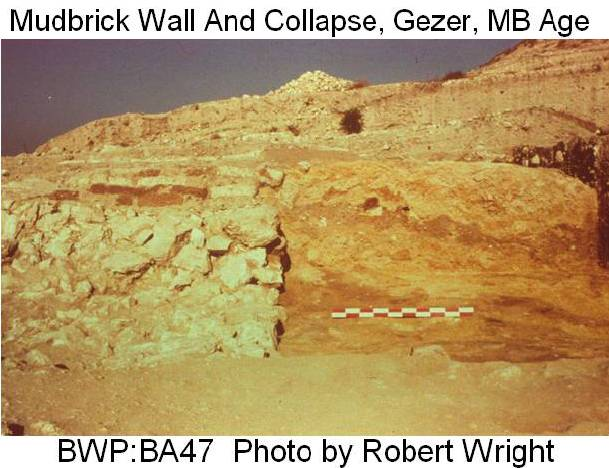 Mudbrick Wall And Collapse, Gezer, MB Age
BWP:BA47  Photo by Robert Wright